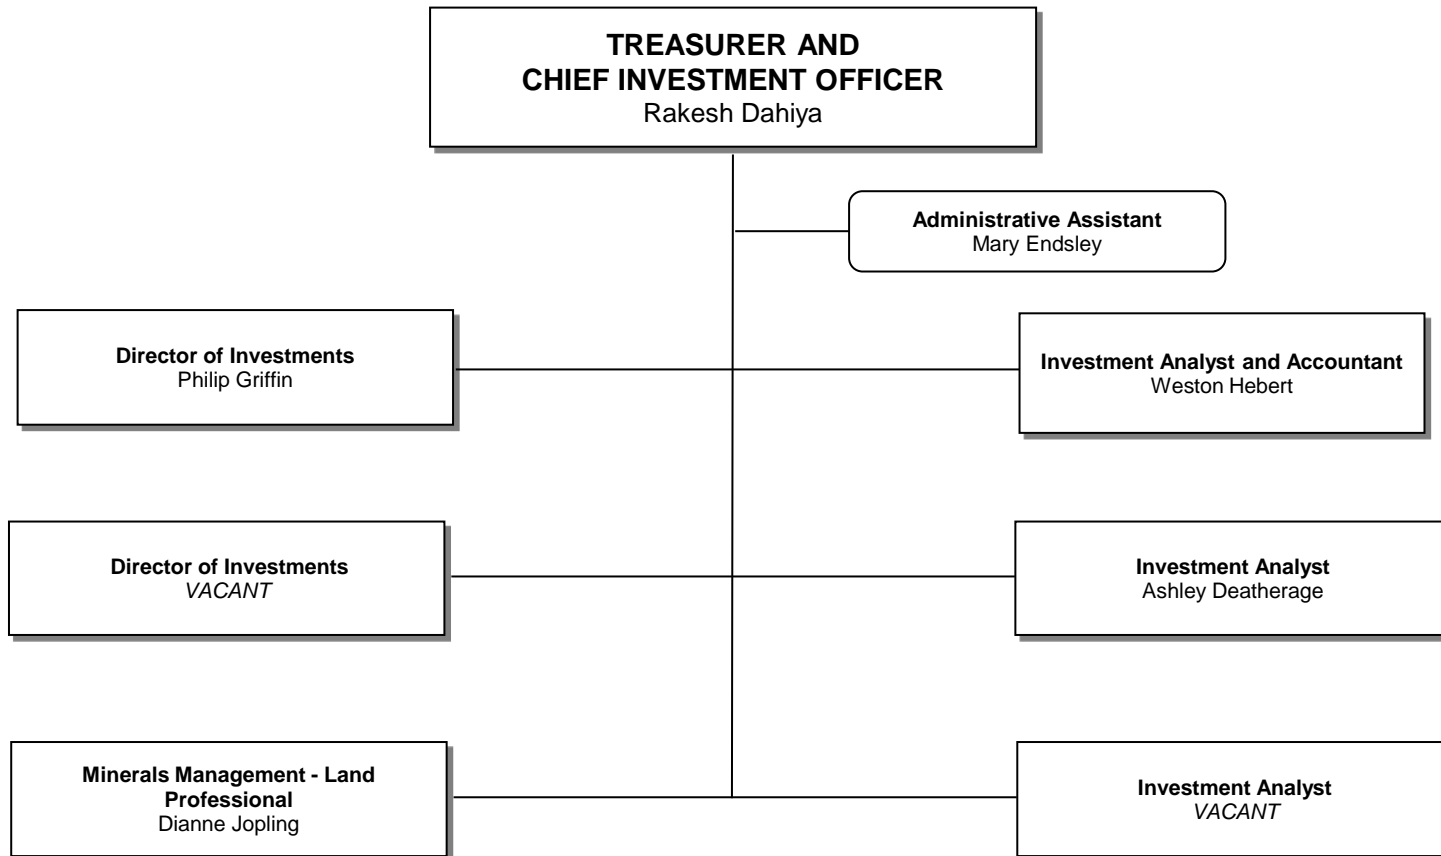 TREASURER AND
CHIEF INVESTMENT OFFICER
Rakesh Dahiya
Administrative Assistant
Mary Endsley
Director of Investments
Philip Griffin
Investment Analyst and Accountant
Weston Hebert
Director of Investments
VACANT
Investment Analyst
Ashley Deatherage
Minerals Management - Land
Professional
Dianne Jopling
Investment Analyst
VACANT